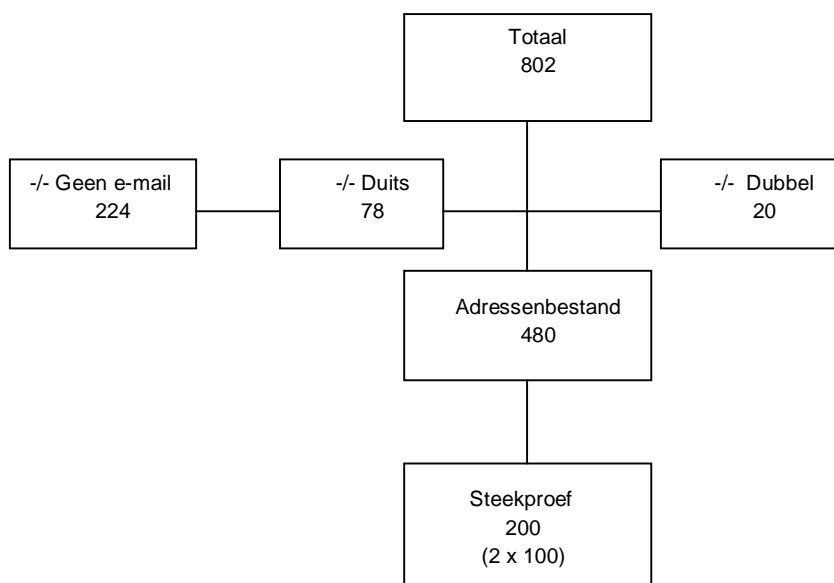 Totaal
802
-/- Geen e-mail
224
-/- Duits
78
-/- Dubbel
20
Adressenbestand
480
Steekproef
200
(2 x 100)